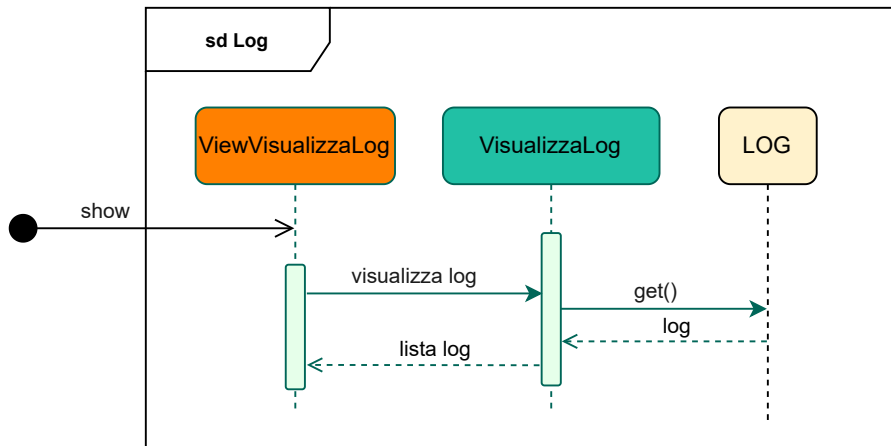 sd Log
ViewVisualizzaLog
VisualizzaLog
LOG
show
visualizza log
get()
log
lista log